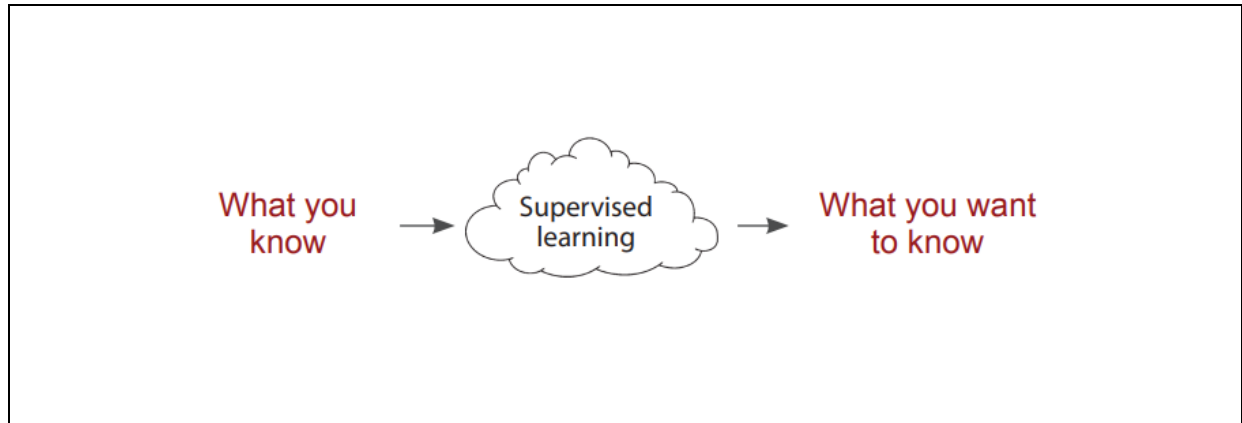 What you
know
Supervised
learning
What you want
to know